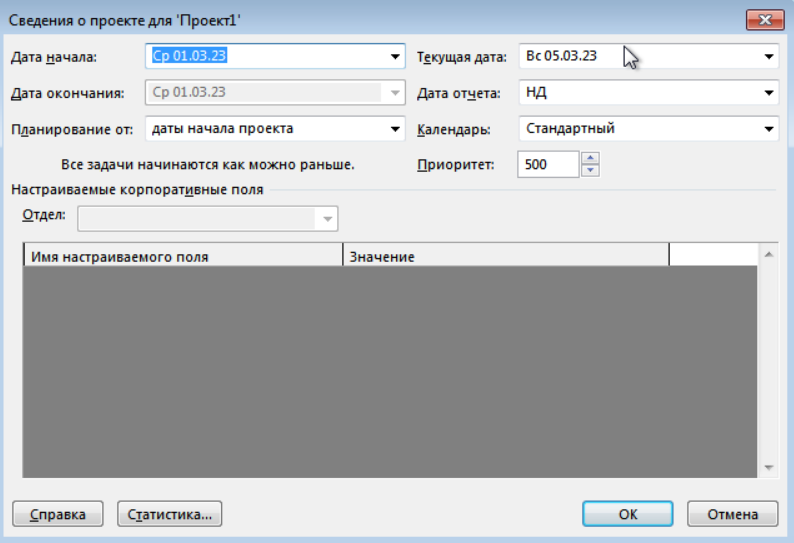 Сведения о проекте для 'Проект1'
Дата начала: Ср 01.03.23 Текущая дата: Вс 05.03.23
Дата окончания: Ср 01.03.23 Дата отчета: НД
Планирование от: даты начала проекта Календарь: Стандартный
Все задачи начинаются как можно раньше. Приоритет: 500
Настраиваемые корпоративные поля
Отдел:
Имя настраиваемого поля Значение
Справка Статистика... ОК Отмена